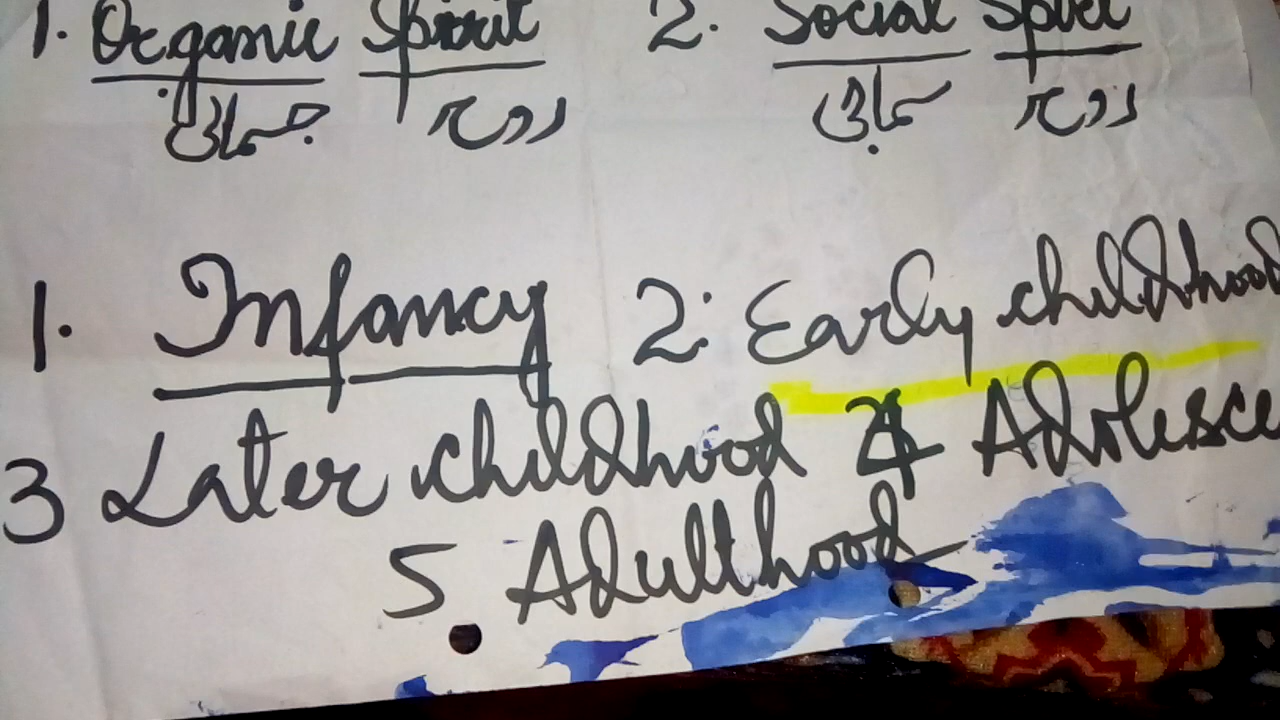 1. Organic Spirit 2. Social Spirit
جسمانی روح سماجی روح
1. Infancy 2. Early childhood
3 Later childhood 4 Adolesce
5 Adulthood